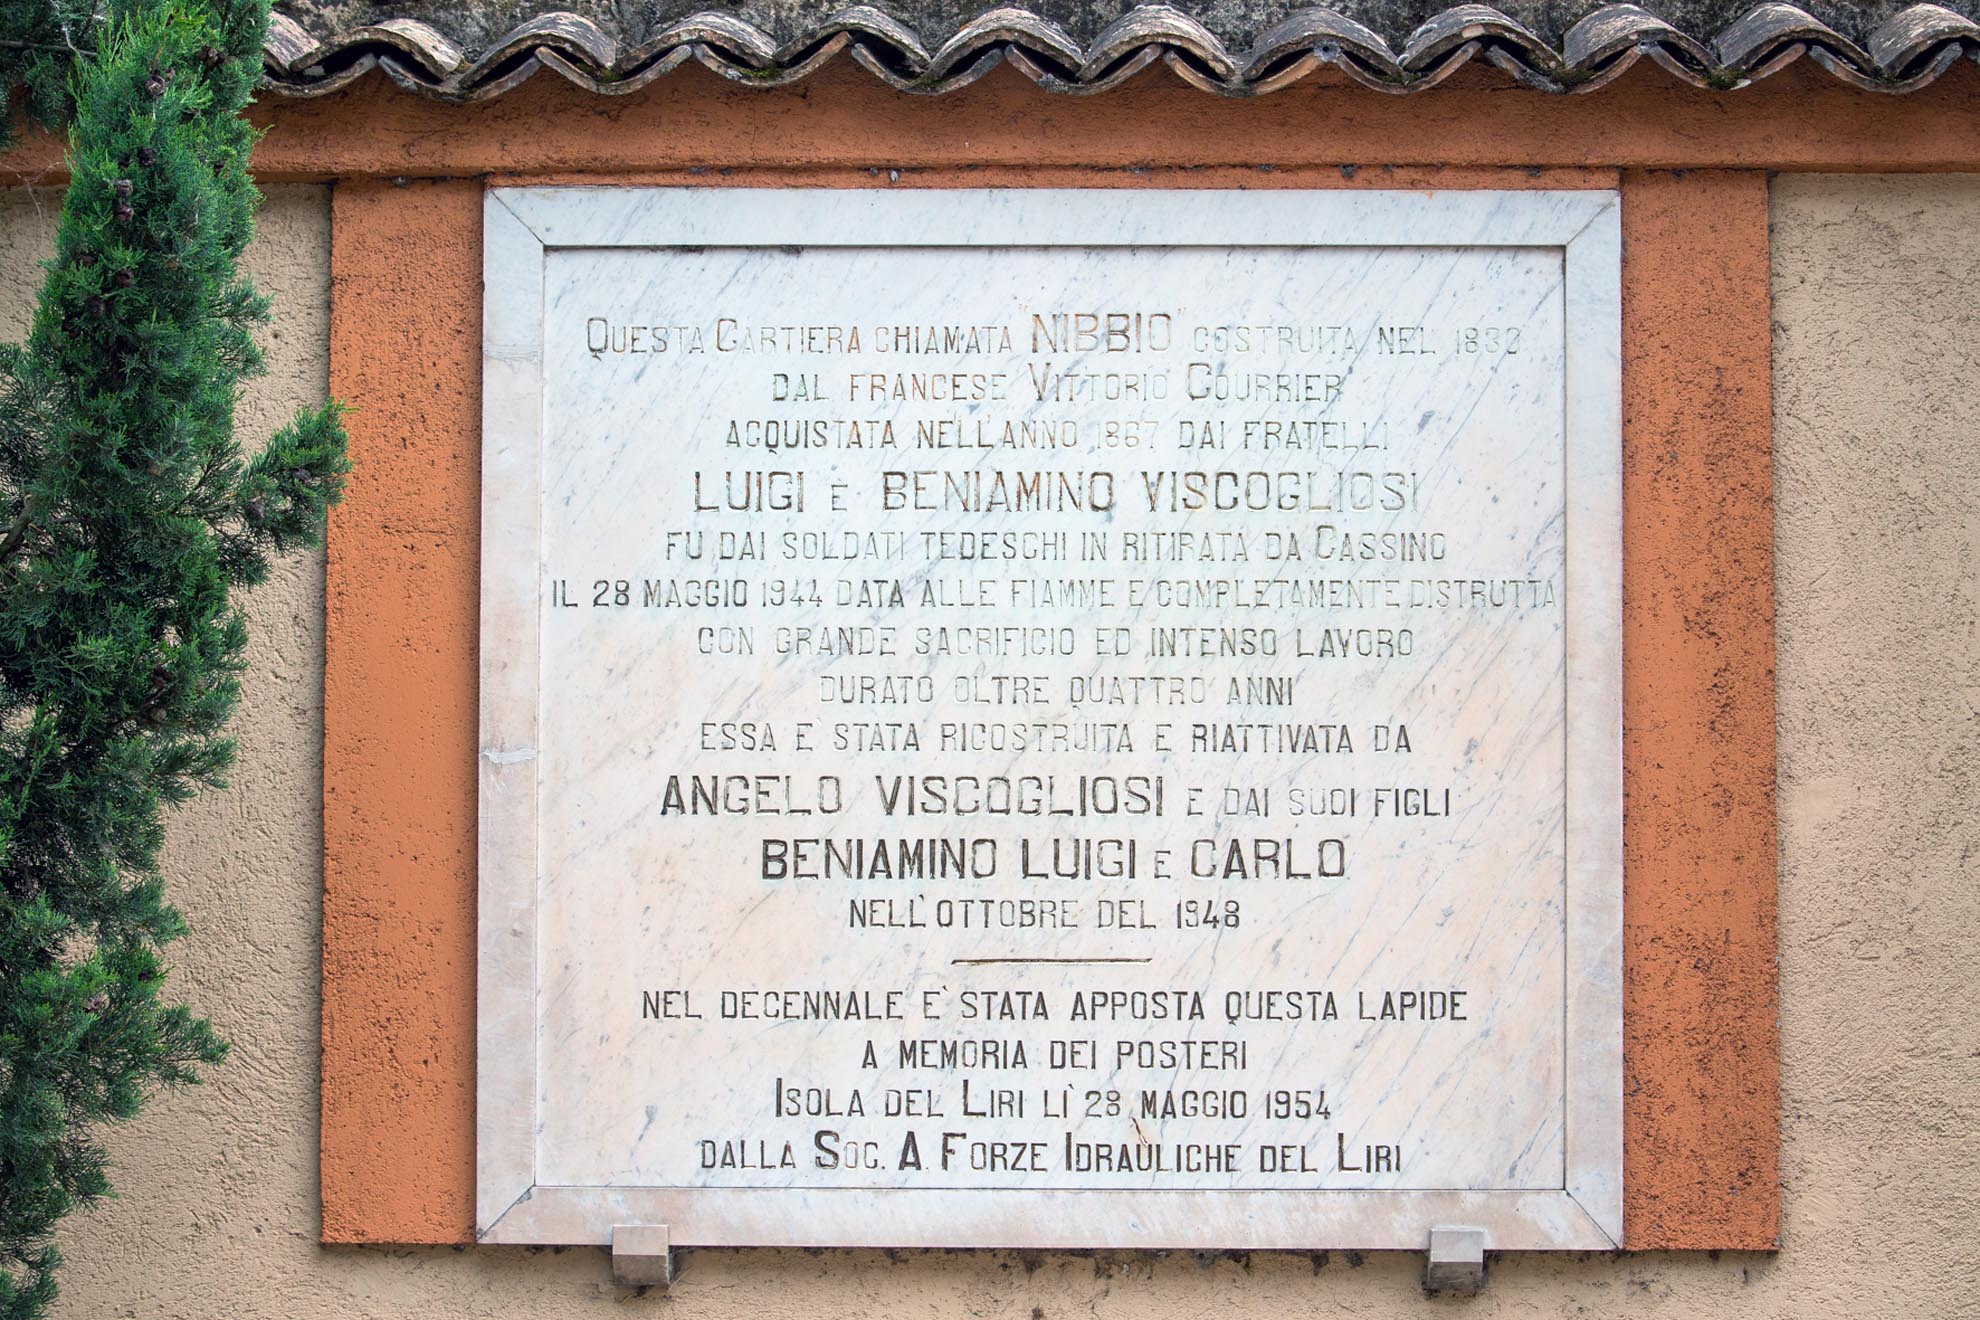 QUESTA CARTIERA CHIAMATA "NIBBIO" COSTRUITA NEL
DAL FRANCESE VITTORIO COURRIER
ACQUISTATA NELL'ANNO 1867 DAI FRATELLI
LUIGI E BENIAMINO VISCOGLIOSI
FU DAI SOLDATI TEDESCHI IN RITIRATA DA CASSINO
IL 28 MAGGIO 1944 DATA ALLE FIAMME E COMPLETAMENTE DISTRUTTA
CON GRANDE SACRIFICIO ED INTENSO LAVORO
DURATO OLTRE QUATTRO ANNI
ESSA E' STATA RICOSTRUITA E RIATTIVATA DA
ANGELO VISCOGLIOSI E DAI SUOI FIGLI
BENIAMINO LUIGI E CARLO
NELL'OTTOBRE DEL 1948
NEL DECENNALE E' STATA APPOSTA QUESTA LAPIDE
A MEMORIA DEI POSTERI
ISOLA DEL LIRI LÌ 28 MAGGIO 1954
DALLA SOC. A. FORZE IDRAULICHE DEL LIRI